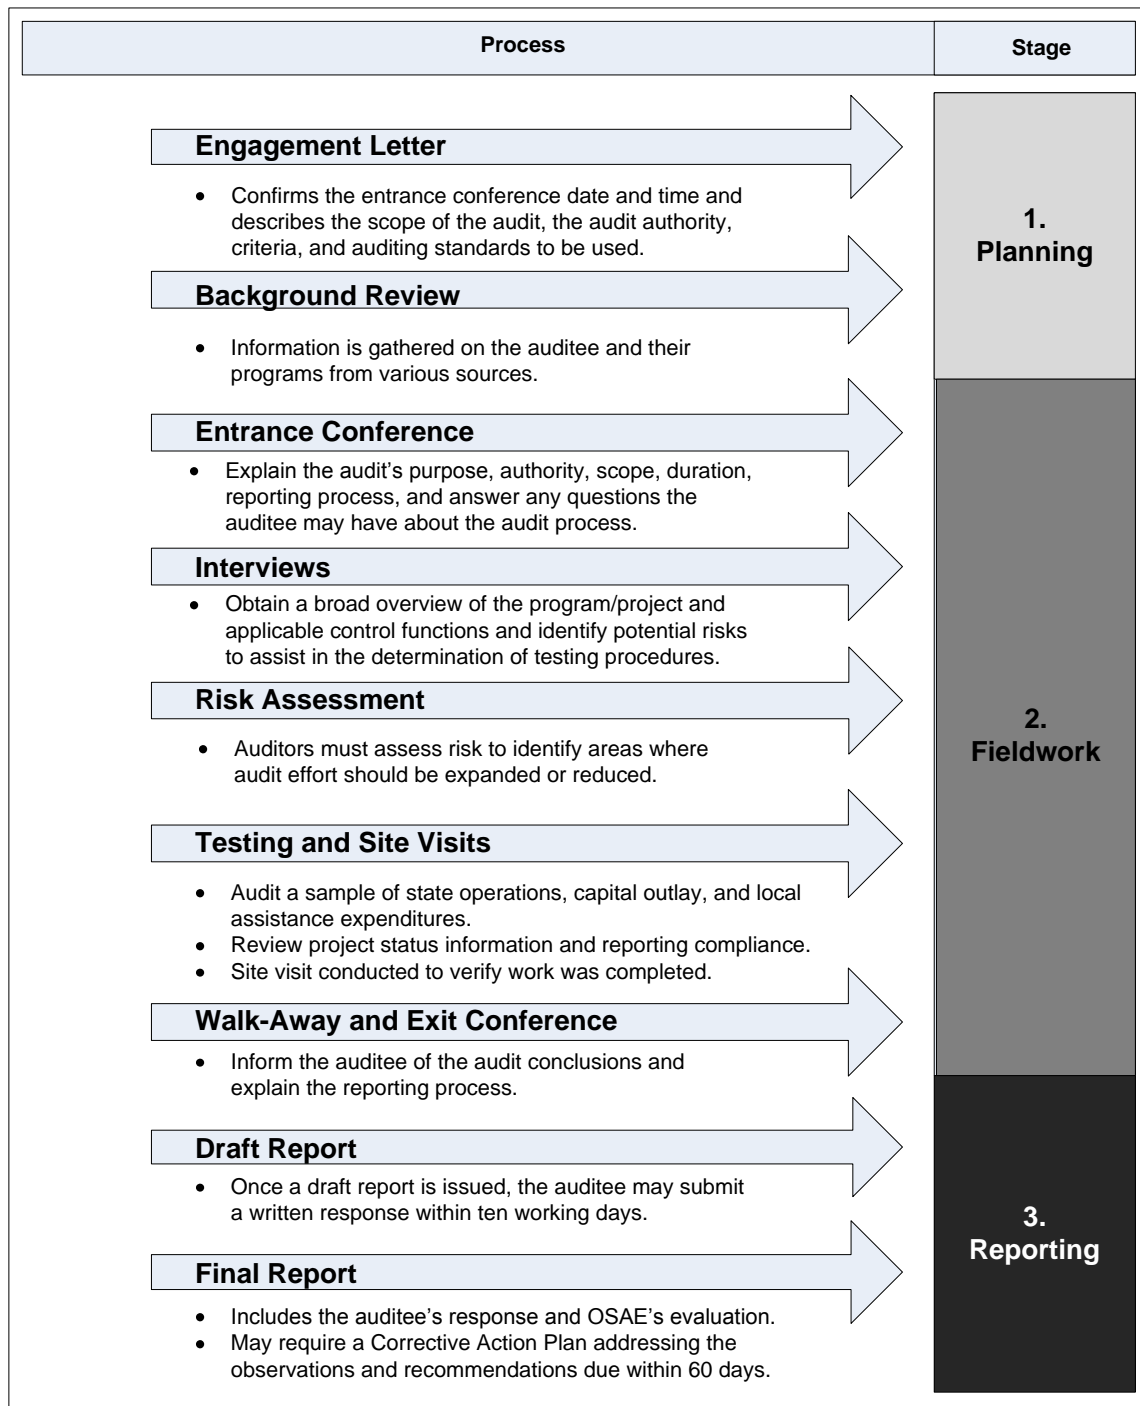 Process
Stage
Engagement Letter
• Confirms the entrance conference date and time and
describes the scope of the audit, the audit authority,
criteria, and auditing standards to be used.
Background Review
• Information is gathered on the auditee and their
programs from various sources.
1.
Planning
Entrance Conference
• Explain the audit’s purpose, authority, scope, duration,
reporting process, and answer any questions the
auditee may have about the audit process.
Interviews
• Obtain a broad overview of the program/project and
applicable control functions and identify potential risks
to assist in the determination of testing procedures.
Risk Assessment
• Auditors must assess risk to identify areas where
audit effort should be expanded or reduced.
Testing and Site Visits
• Audit a sample of state operations, capital outlay, and local
assistance expenditures.
• Review project status information and reporting compliance.
• Site visit conducted to verify work was completed.
Walk-Away and Exit Conference
• Inform the auditee of the audit conclusions and
explain the reporting process.
2.
Fieldwork
Draft Report
• Once a draft report is issued, the auditee may submit
a written response within ten working days.
Final Report
• Includes the auditee’s response and OSAE’s evaluation.
• May require a Corrective Action Plan addressing the
observations and recommendations due within 60 days.
3.
Reporting